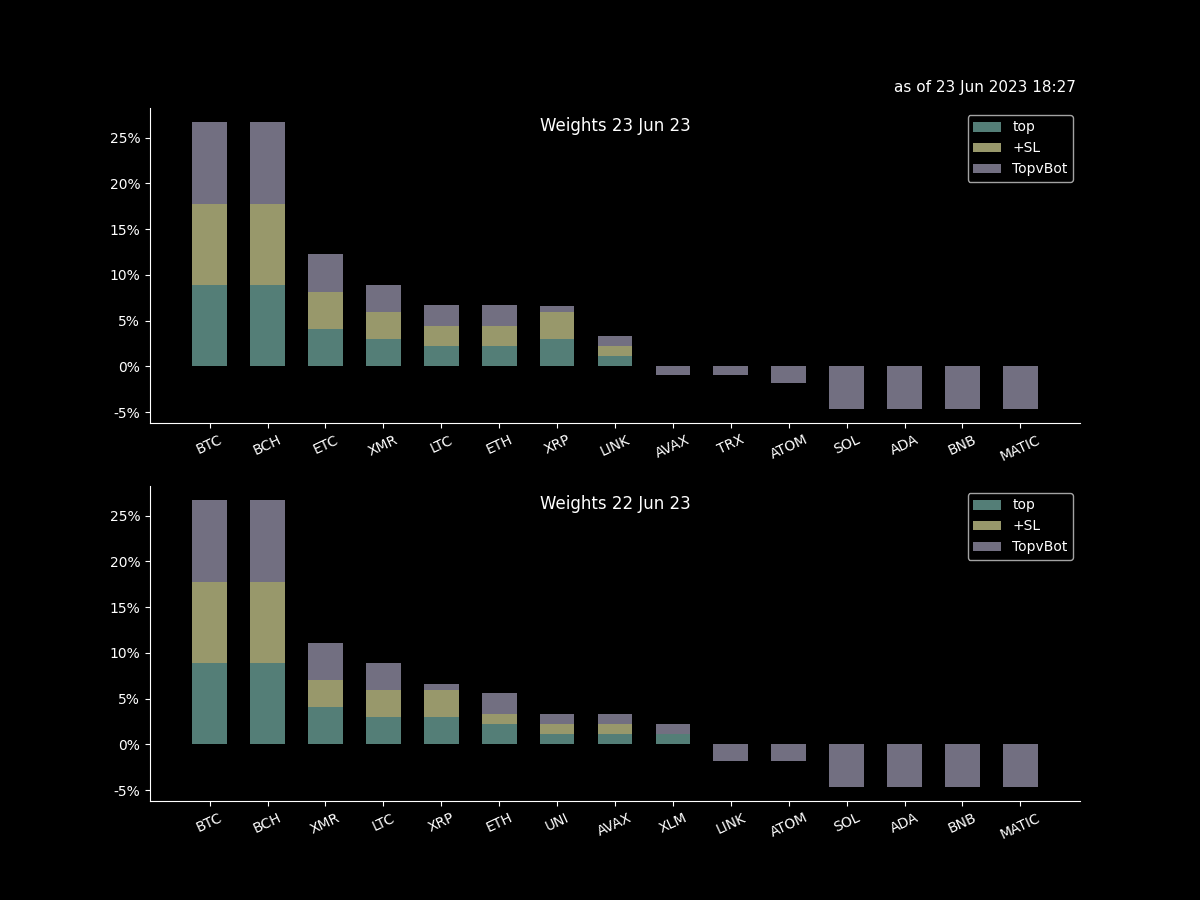 as of 23 Jun 2023 18:27
Weights 23 Jun 23
top
+SL
TopvBot
25%
20%
15%
10%
5%
0%
-5%
BTC BCH ETC XMR LTC ETH XRP LINK AVAX TRX ATOM SOL ADA BNB MATIC
Weights 22 Jun 23
top
+SL
TopvBot
25%
20%
15%
10%
5%
0%
-5%
BTC BCH XMR LTC XRP ETH UNI AVAX XLM LINK ATOM SOL ADA BNB MATIC